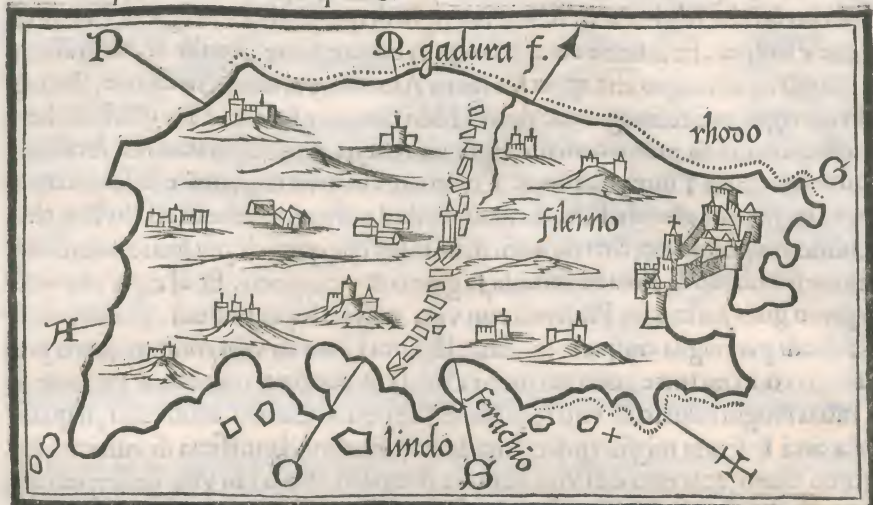 P
M
gadura f.
rhodo
G
filerno
lindo
ferachio
O
S